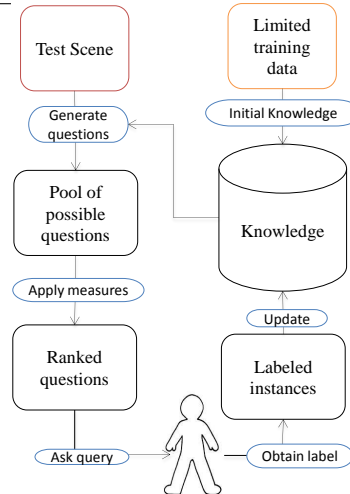 Test Scene
Generate
questions
Pool of
possible
questions
Apply measures
Ranked
questions
Ask query
Limited
training
data
Initial Knowledge
Knowledge
Update
Labeled
instances
Obtain label